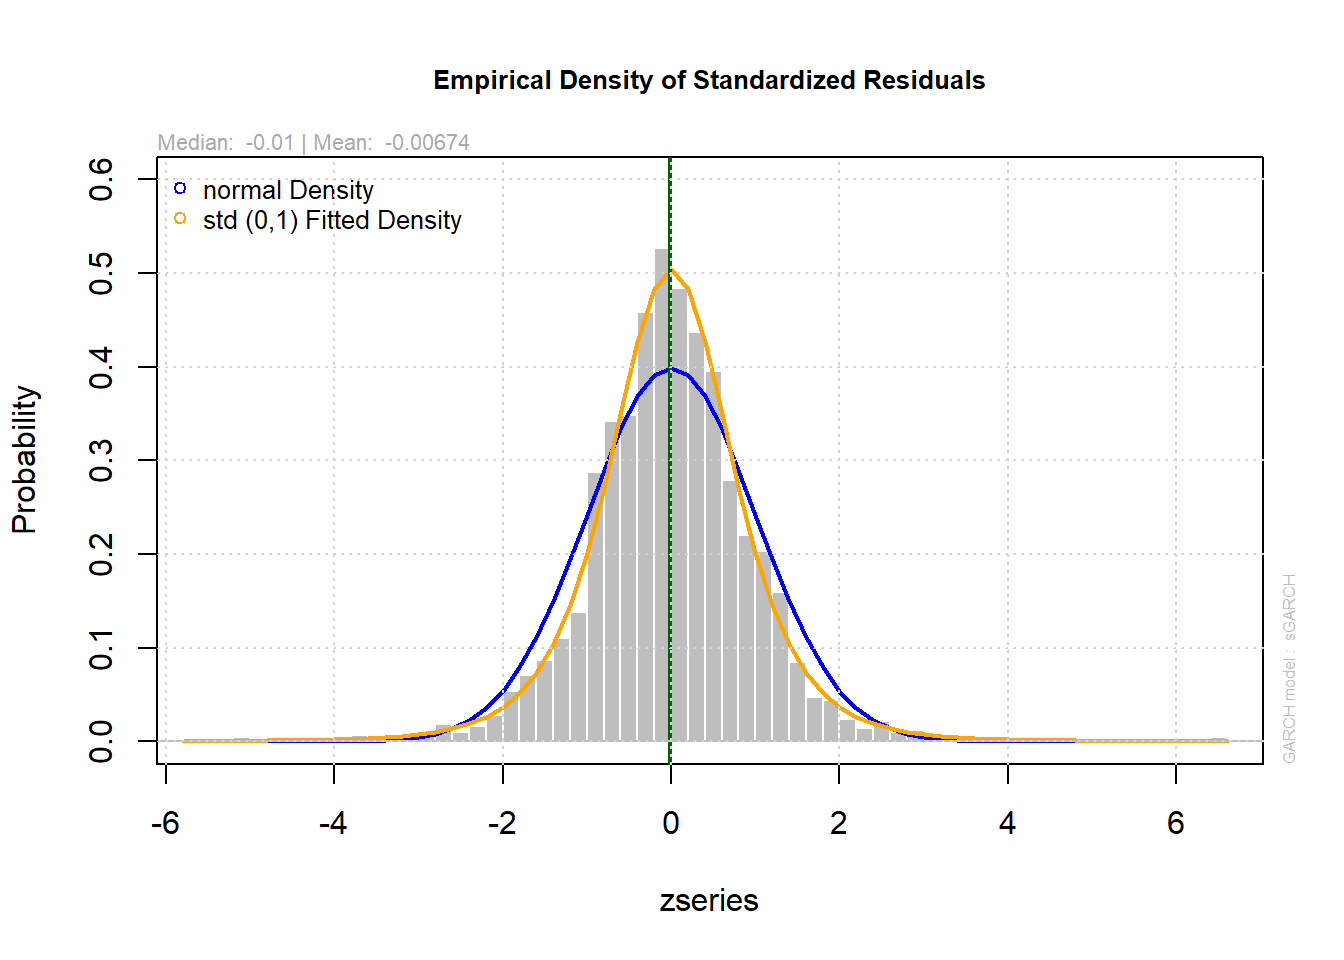 Empirical Density of Standardized Residuals
Median:  -0.01 | Mean:  -0.00674
normal Density
std (0,1) Fitted Density
Probability
0.6
0.5
0.4
0.3
0.2
0.1
0.0
-6 -4 -2 0 2 4 6
zseries
GARCH model :  sGARCH